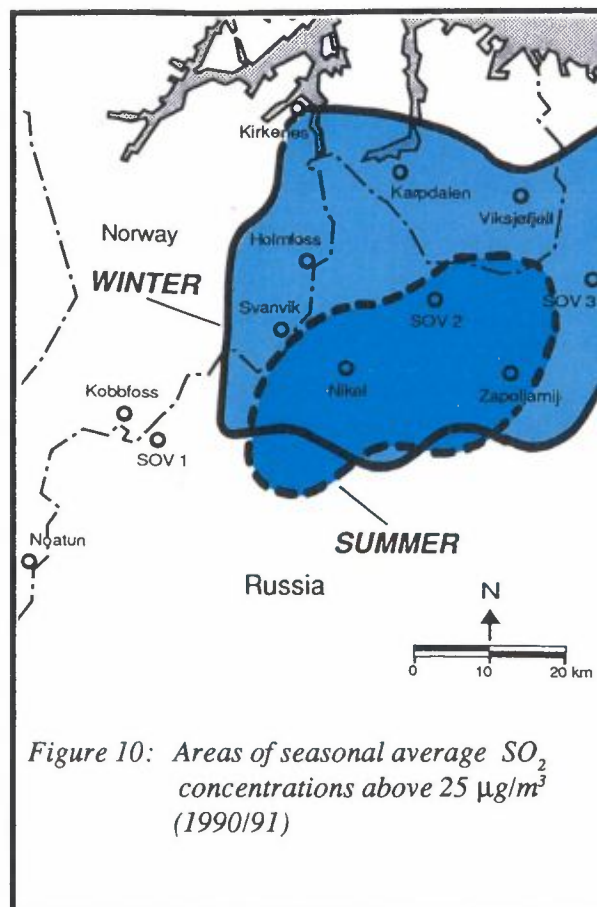 Kirkenes
Karpdalen
Viksjøfjell
Norway
Holmfoss
WINTER
SOV 3
SOV 2
Svanvik
Nikel
Zapoljarnij
Kobbfoss
SOV 1
SUMMER
Noatun
Russia
N
0 10 20 km
Figure 10: Areas of seasonal average SO₂
concentrations above 25 µg/m³
(1990/91)